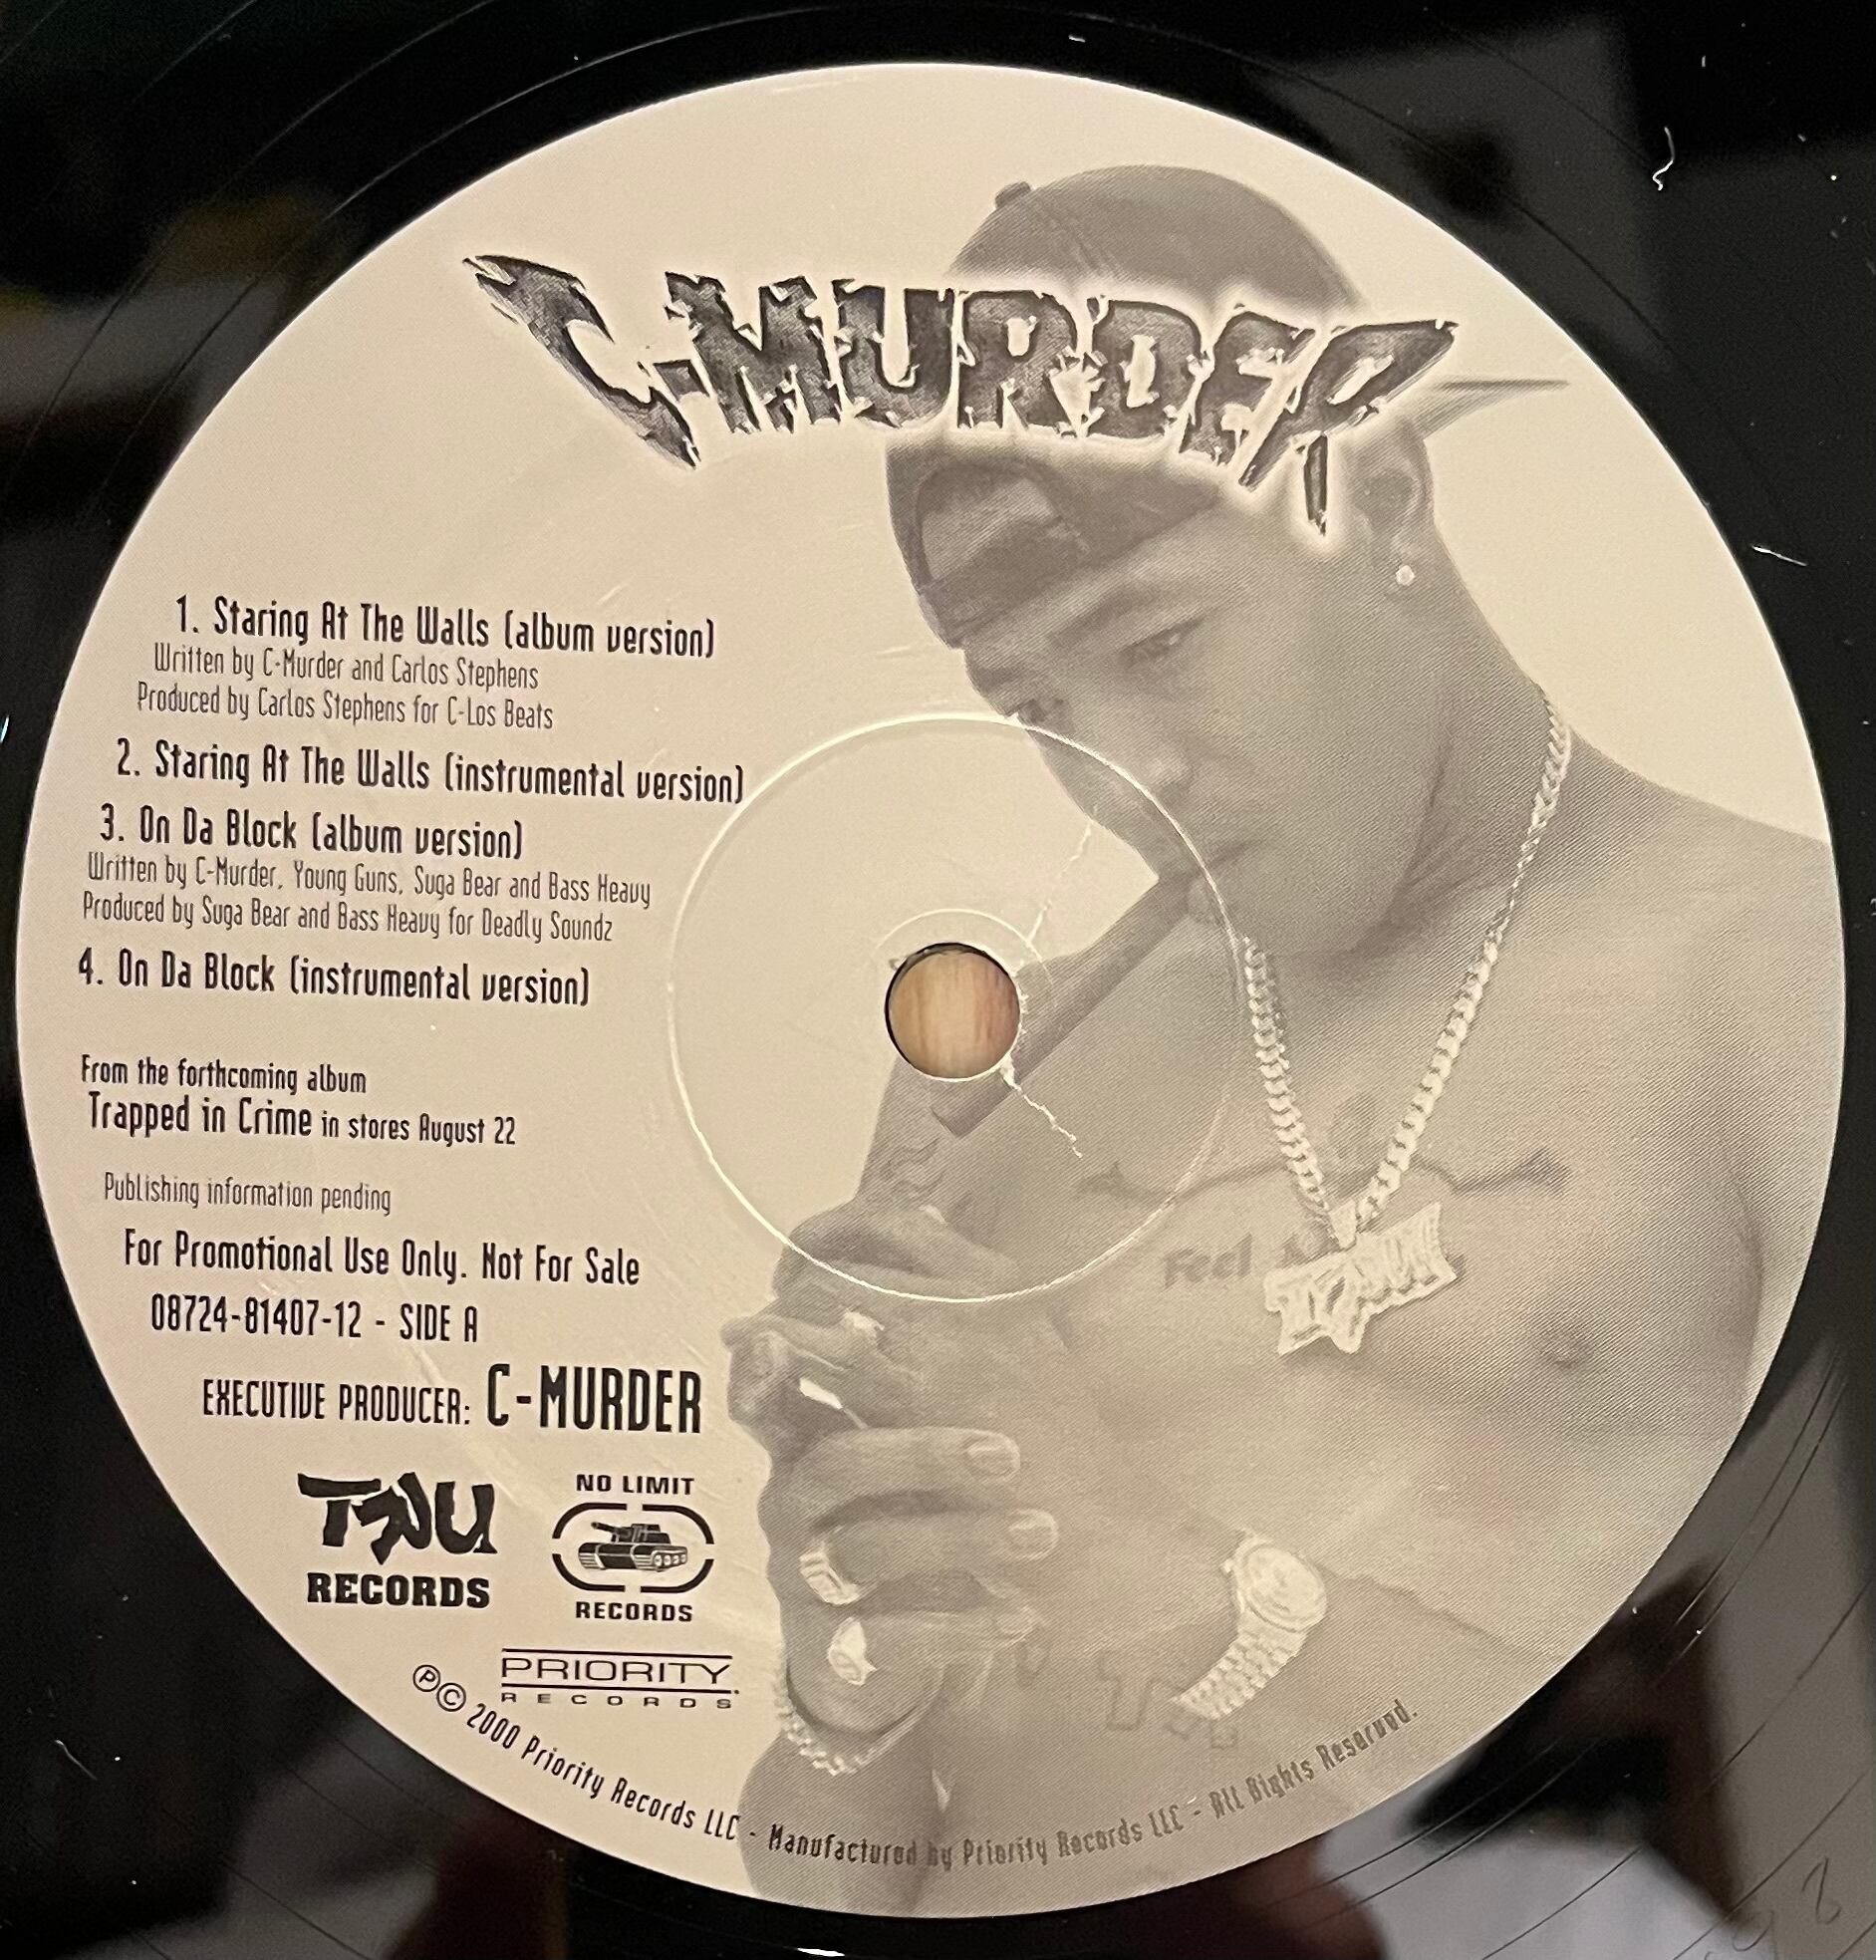 C-MURDER
1. Staring At The Walls (album version)
Written by C-Murder and Carlos Stephens
Produced by Carlos Stephens for C-Los Beats
2. Staring At The Walls (instrumental version)
3. On Da Block (album version)
Written by C-Murder, Young Guns, Suga Bear and Bass Heavy
Produced by Suga Bear and Bass Heavy for Deadly Soundz
4. On Da Block (instrumental version)
From the forthcoming album
Trapped in Crime in stores August 22
Publishing information pending
For Promotional Use Only. Not For Sale
08724-81407-12 - SIDE A
EXECUTIVE PRODUCER: C-MURDER
TRU
RECORDS
NO LIMIT
RECORDS
PRIORITY
RECORDS
℗© 2000 Priority Records LLC - Manufactured by Priority Records LLC - All Rights Reserved.
Feel
TRU